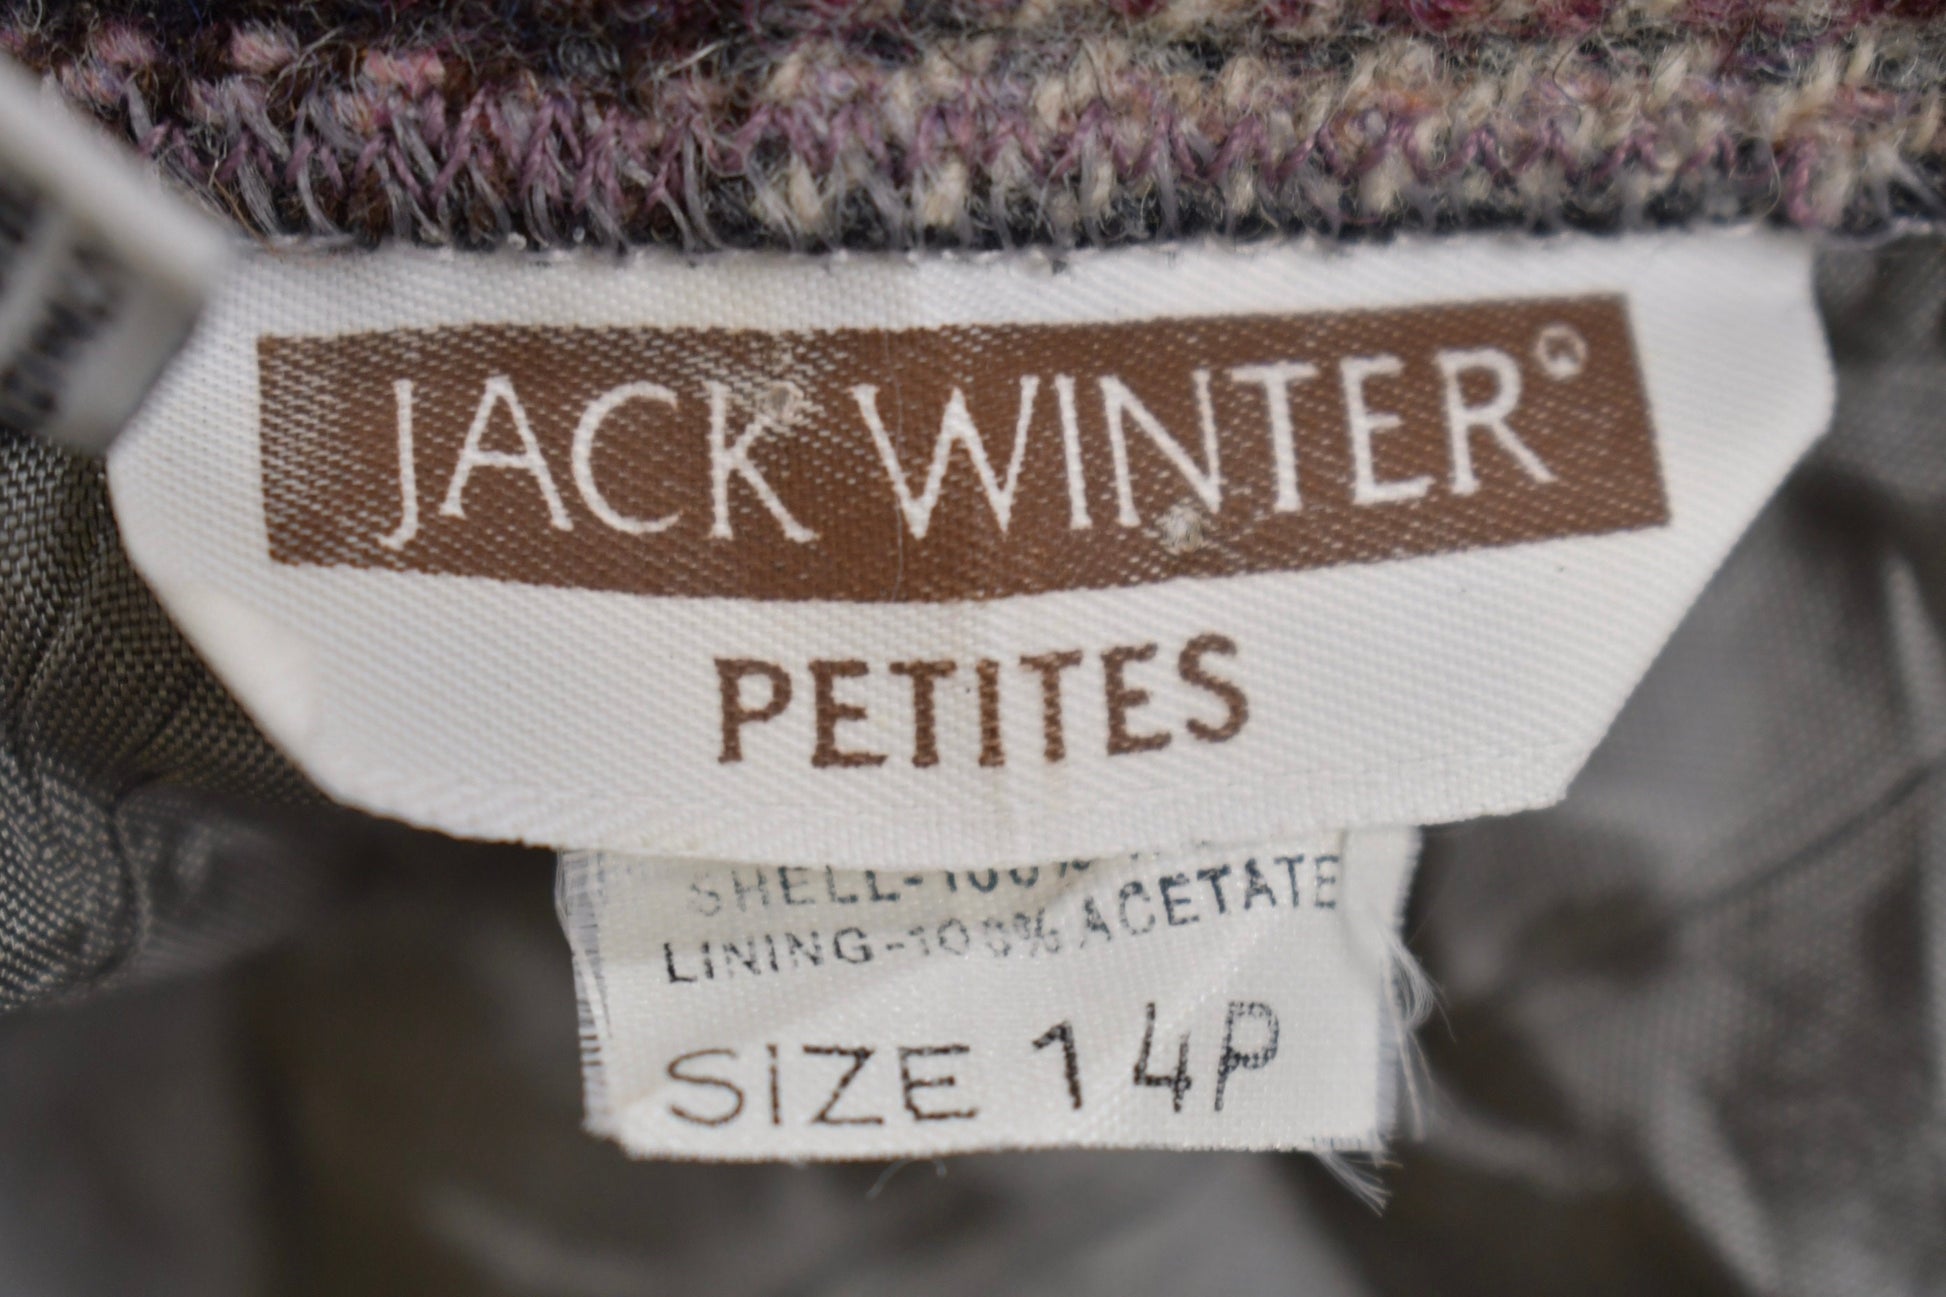 JACK WINTER®
PETITES
SHELL-100%
LINING-100% ACETATE
SIZE 14P